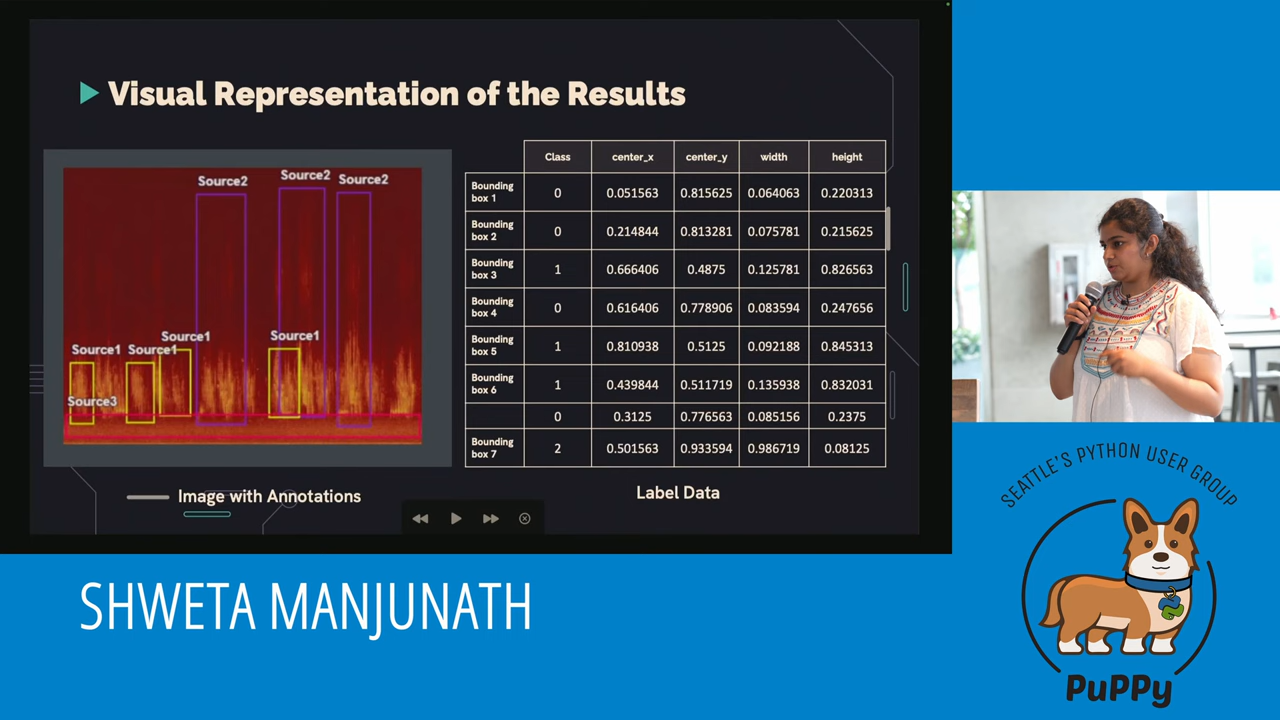 Visual Representation of the Results
Source2
Source2
Source2
Source1
Source1
Source1
Source1
Source3
Image with Annotations
Class center_x center_y width height
Bounding box 1 0 0.051563 0.815625 0.064063 0.220313
Bounding box 2 0 0.214844 0.813281 0.075781 0.215625
Bounding box 3 1 0.666406 0.4875 0.125781 0.826563
Bounding box 4 0 0.616406 0.778906 0.083594 0.247656
Bounding box 5 1 0.810938 0.5125 0.092188 0.845313
Bounding box 6 1 0.439844 0.511719 0.135938 0.832031
0 0.3125 0.776563 0.085156 0.2375
Bounding box 7 2 0.501563 0.933594 0.986719 0.08125
Label Data
SHWETA MANJUNATH
SEATTLE'S PYTHON USER GROUP
PuPPy